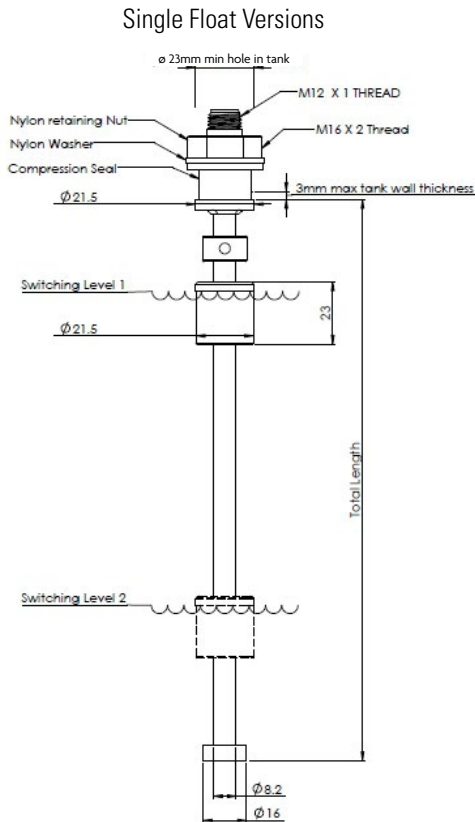 Single Float Versions
ø 23mm min hole in tank
M12 X 1 THREAD
Nylon retaining Nut
M16 X 2 Thread
Nylon Washer
Compression Seal
3mm max tank wall thickness
Ø21.5
Switching Level 1
23
Ø21.5
Total Length
Switching Level 2
Ø8.2
Ø16